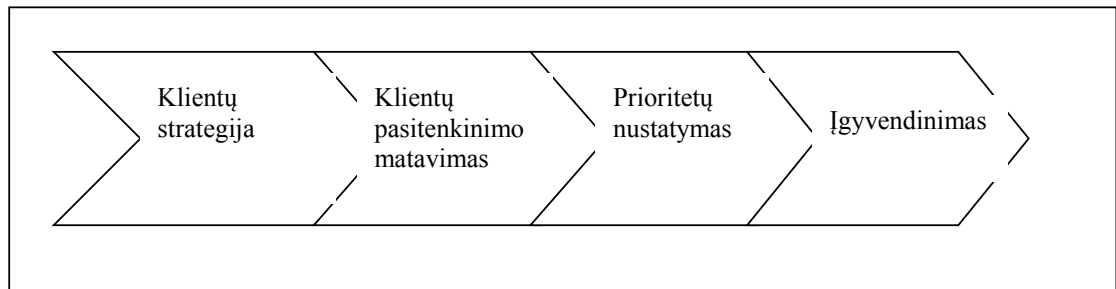 Klientų
strategija
Klientų
pasitenkinimo
matavimas
Prioritetų
nustatymas
Įgyvendinimas